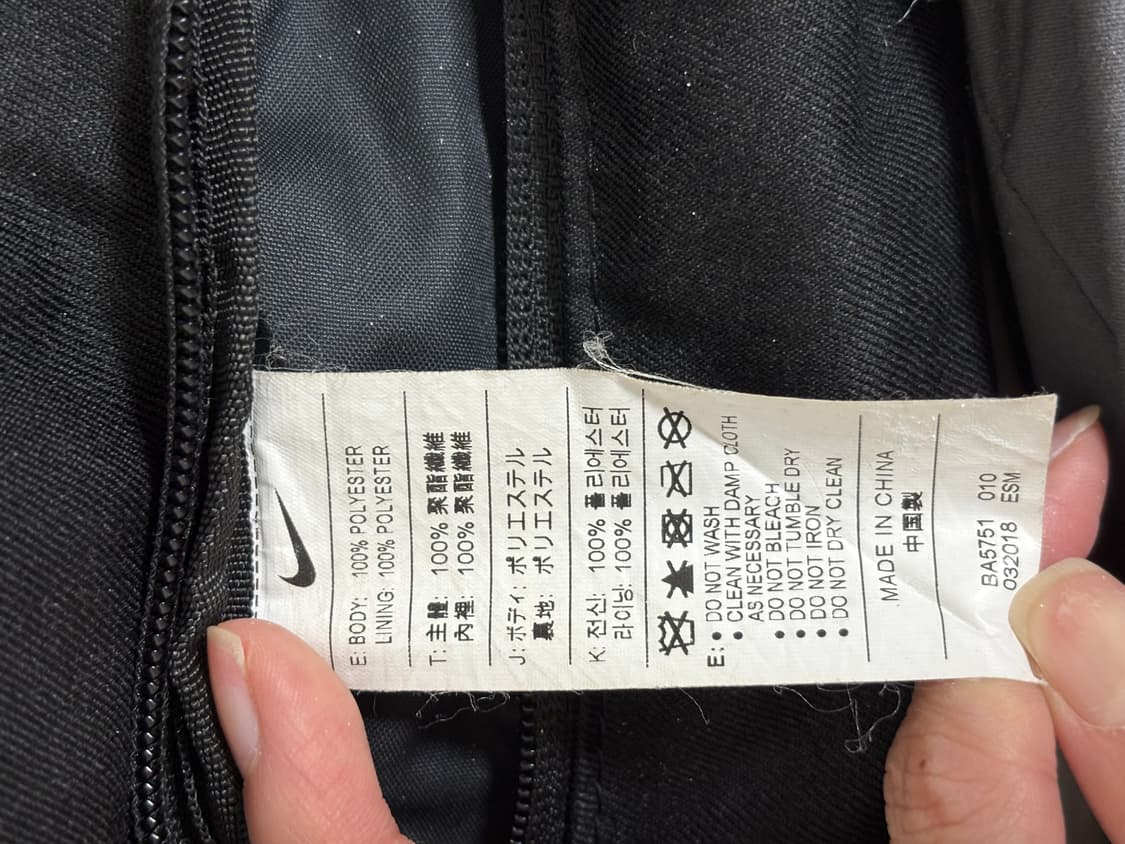 E: BODY: 100% POLYESTER
LINING: 100% POLYESTER
T: 主體: 100% 聚酯纖維
內裡: 100% 聚酯纖維
J: ボディ: ポリエステル
裏地: ポリエステル
K: 전신: 100% 폴리에스터
라이닝: 100% 폴리에스터
E: • DO NOT WASH
• CLEAN WITH DAMP CLOTH
AS NECESSARY
• DO NOT BLEACH
• DO NOT TUMBLE DRY
• DO NOT IRON
• DO NOT DRY CLEAN
MADE IN CHINA
中国製
BA5751 010
032018 ESM